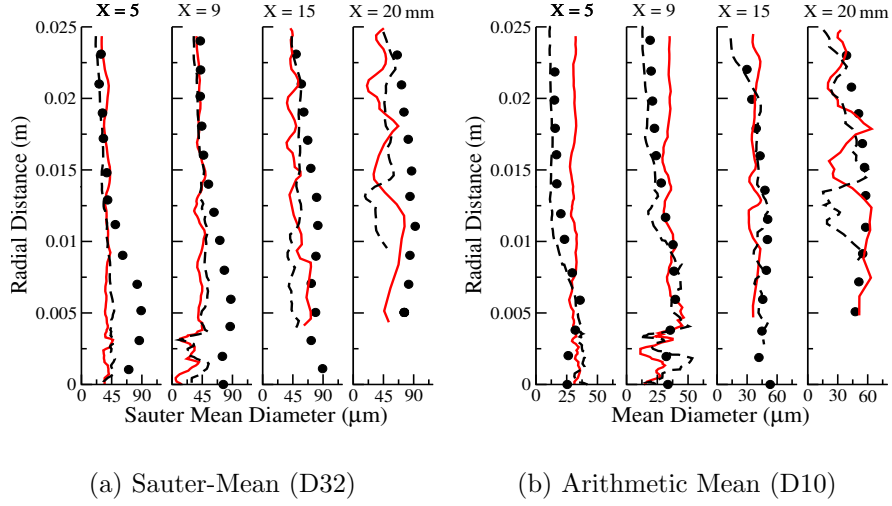 X = 5 X = 9 X = 15 X = 20 mm
X = 5 X = 9 X = 15 X = 20 mm
0.025
0.02
0.015
0.01
0.005
0
Radial Distance (m)
0 45 90 0 45 90 0 45 90 0 45 90
Sauter Mean Diameter (μm)
0.025
0.02
0.015
0.01
0.005
0
Radial Distance (m)
0 25 50 0 25 50 0 30 60 0 30 60
Mean Diameter (μm)
(a) Sauter-Mean (D32)
(b) Arithmetic Mean (D10)